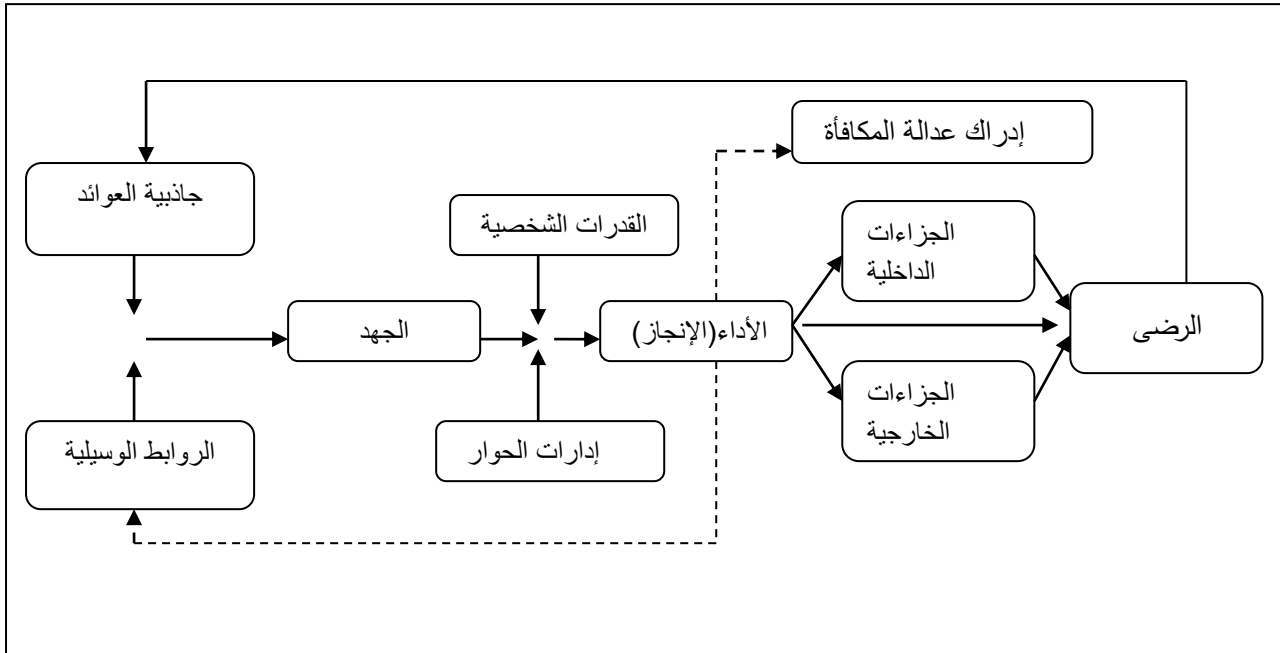 إدراك عدالة المكافأة
جاذبية العوائد
القدرات الشخصية
الجزاءات
الداخلية
الرضى
الأداء(الإنجاز)
الجهد
الجزاءات
الخارجية
إدارات الحوار
الروابط الوسيلية